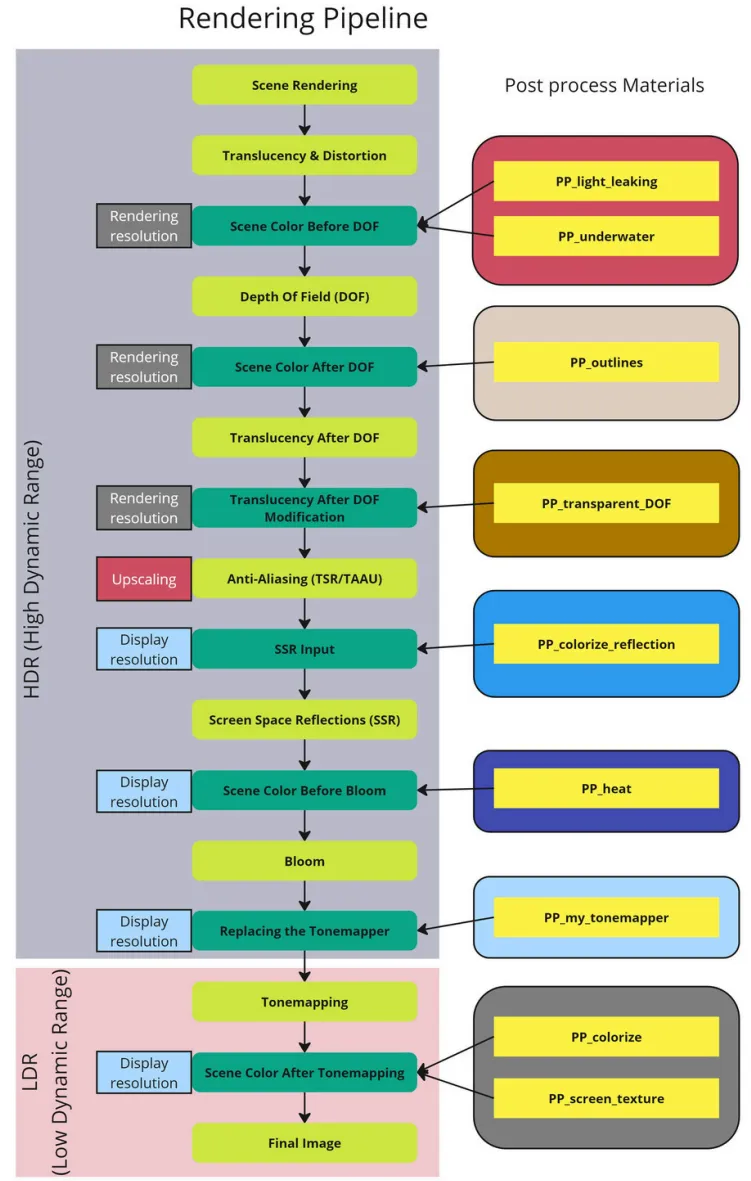 Rendering Pipeline
Post process Materials
Scene Rendering
Translucency & Distortion
Rendering
resolution
Scene Color Before DOF
PP_light_leaking
PP_underwater
Depth Of Field (DOF)
Rendering
resolution
Scene Color After DOF
PP_outlines
Translucency After DOF
Rendering
resolution
Translucency After DOF
Modification
PP_transparent_DOF
Upscaling
Anti-Aliasing (TSR/TAAU)
Display
resolution
SSR Input
PP_colorize_reflection
Screen Space Reflections (SSR)
Display
resolution
Scene Color Before Bloom
PP_heat
Bloom
Display
resolution
Replacing the Tonemapper
PP_my_tonemapper
HDR (High Dynamic Range)
Tonemapping
Display
resolution
Scene Color After Tonemapping
PP_colorize
PP_screen_texture
Final Image
LDR
(Low Dynamic Range)